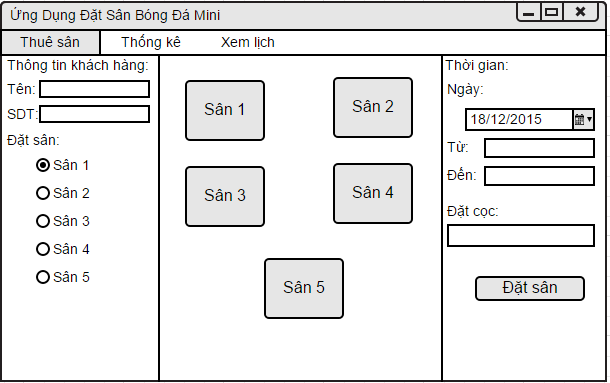 Ứng Dụng Đặt Sân Bóng Đá Mini
Thuê sân Thống kê Xem lịch
Thông tin khách hàng:
Tên:
SDT:
Đặt sân:
Sân 1
Sân 2
Sân 3
Sân 4
Sân 5
Sân 1
Sân 2
Sân 3
Sân 4
Sân 5
Thời gian:
Ngày:
18/12/2015
Từ:
Đến:
Đặt cọc:
Đặt sân